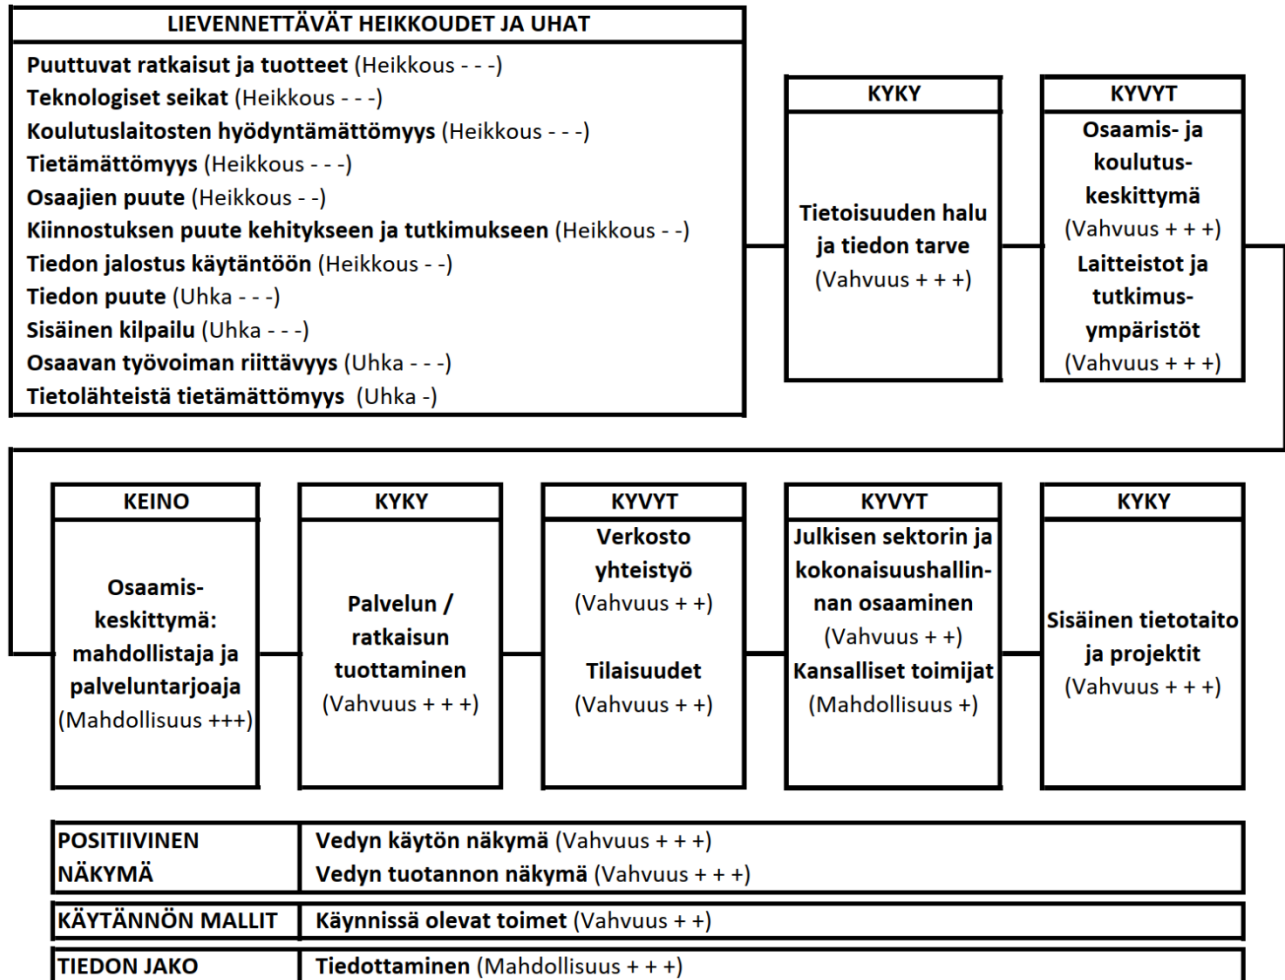 LIEVENNETTÄVÄT HEIKKOUDET JA UHAT
Puuttuvat ratkaisut ja tuotteet (Heikkous - - -)
Teknologiset seikat (Heikkous - - -)
Koulutuslaitosten hyödyntämättömyys (Heikkous - - -)
Tietämättömyys (Heikkous - - -)
Osaajien puute (Heikkous - -)
Kiinnostuksen puute kehitykseen ja tutkimukseen (Heikkous - -)
Tiedon jalostus käytäntöön (Heikkous - -)
Tiedon puute (Uhka - - -)
Sisäinen kilpailu (Uhka - - -)
Osaavan työvoiman riittävyys (Uhka - - -)
Tietolähteistä tietämättömyys (Uhka -)
KYKY
Tietoisuuden halu
ja tiedon tarve
(Vahvuus + + +)
KYVYT
Osaamis- ja
koulutus-
keskittymä
(Vahvuus + + +)
Laitteistot ja
tutkimus-
ympäristöt
(Vahvuus + + +)
KEINO
Osaamis-
keskittymä:
mahdollistaja ja
palveluntarjoaja
(Mahdollisuus +++)
KYKY
Palvelun /
ratkaisun
tuottaminen
(Vahvuus + + +)
KYVYT
Verkosto
yhteistyö
(Vahvuus + +)
Tilaisuudet
(Vahvuus + +)
KYVYT
Julkisen sektorin ja
kokonaisuushallin-
nan osaaminen
(Vahvuus + +)
Kansalliset toimijat
(Mahdollisuus +)
KYKY
Sisäinen tietotaito
ja projektit
(Vahvuus + + +)
POSITIIVINEN
NÄKYMÄ
Vedyn käytön näkymä (Vahvuus + + +)
Vedyn tuotannon näkymä (Vahvuus + + +)
KÄYTÄNNÖN MALLIT
Käynnissä olevat toimet (Vahvuus + +)
TIEDON JAKO
Tiedottaminen (Mahdollisuus + + +)